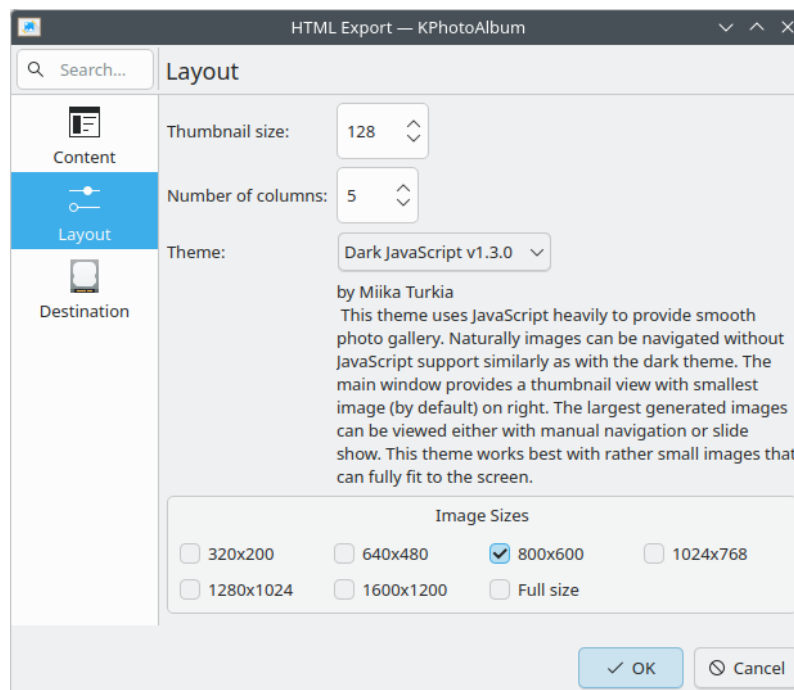 HTML Export — KPhotoAlbum
Search...
Layout
Content
Layout
Destination
Thumbnail size: 128
Number of columns: 5
Theme: Dark JavaScript v1.3.0
by Miika Turkia
This theme uses JavaScript heavily to provide smooth
photo gallery. Naturally images can be navigated without
JavaScript support similarly as with the dark theme. The
main window provides a thumbnail view with smallest
image (by default) on right. The largest generated images
can be viewed either with manual navigation or slide
show. This theme works best with rather small images that
can fully fit to the screen.
Image Sizes
320x200 640x480 800x600 1024x768
1280x1024 1600x1200 Full size
OK Cancel